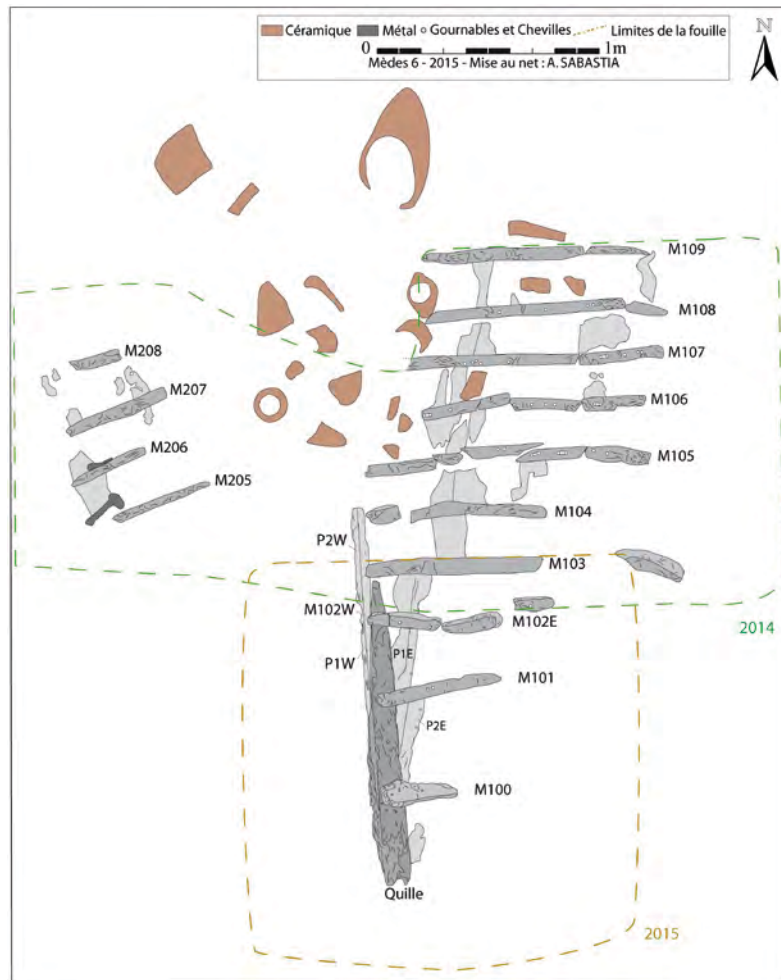 Céramique Métal Gournables et Chevilles Limites de la fouille
0 1m
Mèdes 6 - 2015 - Mise au net : A. SABASTIA
N
M109
M108
M107
M208
M207
M106
M206
M105
M205
M104
P2W
M103
M102W
M102E
2014
P1E
P1W
M101
P2E
M100
Quille
2015